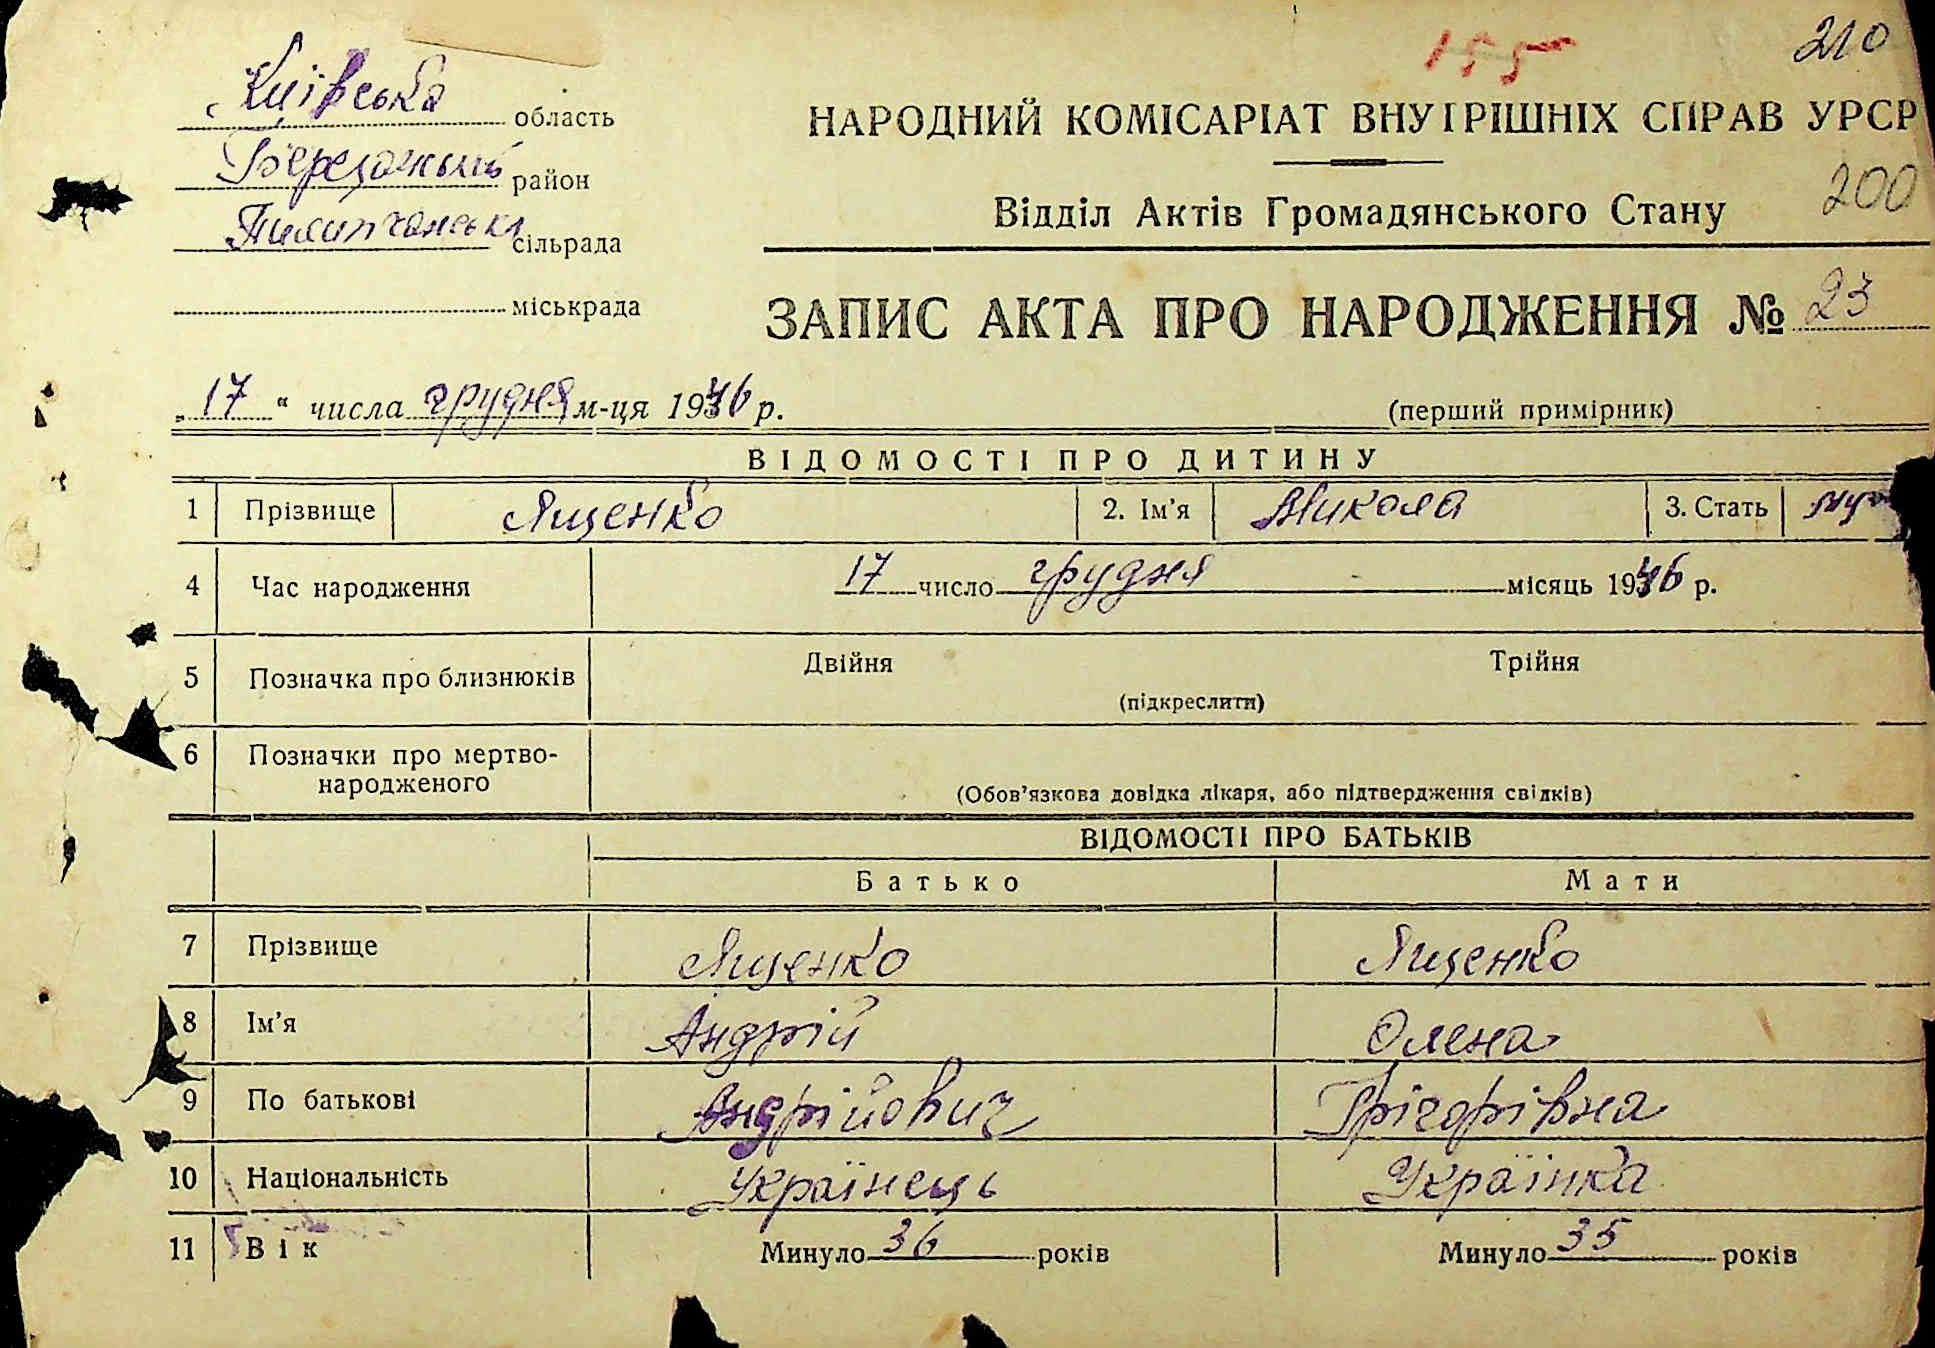 155
210
Київська область
НАРОДНИЙ КОМІСАРІАТ ВНУТРІШНІХ СПРАВ УРСР
Березанський район
200
Відділ Актів Громадянського Стану
Пилипчанська сільрада
міськрада
ЗАПИС АКТА ПРО НАРОДЖЕННЯ № 23
„17“ числа грудня м-ця 1946 р.
(перший примірник)
ВІДОМОСТІ ПРО ДИТИНУ
1 Прізвище Ященко 2. Ім’я Микола 3. Стать
4 Час народження 17 число грудня місяць 1946 р.
5 Позначка про близнюків Двійня Трійня
(підкреслити)
6 Позначки про мертво-
народженого
(Обов’язкова довідка лікаря, або підтвердження свідків)
ВІДОМОСТІ ПРО БАТЬКІВ
Батько Мати
7 Прізвище Ященко Ященко
8 Ім’я Андрій Олена
9 По батькові Андрійович Грігорівна
10 Національність Українець Українка
11 Вік Минуло 36 років Минуло 35 років